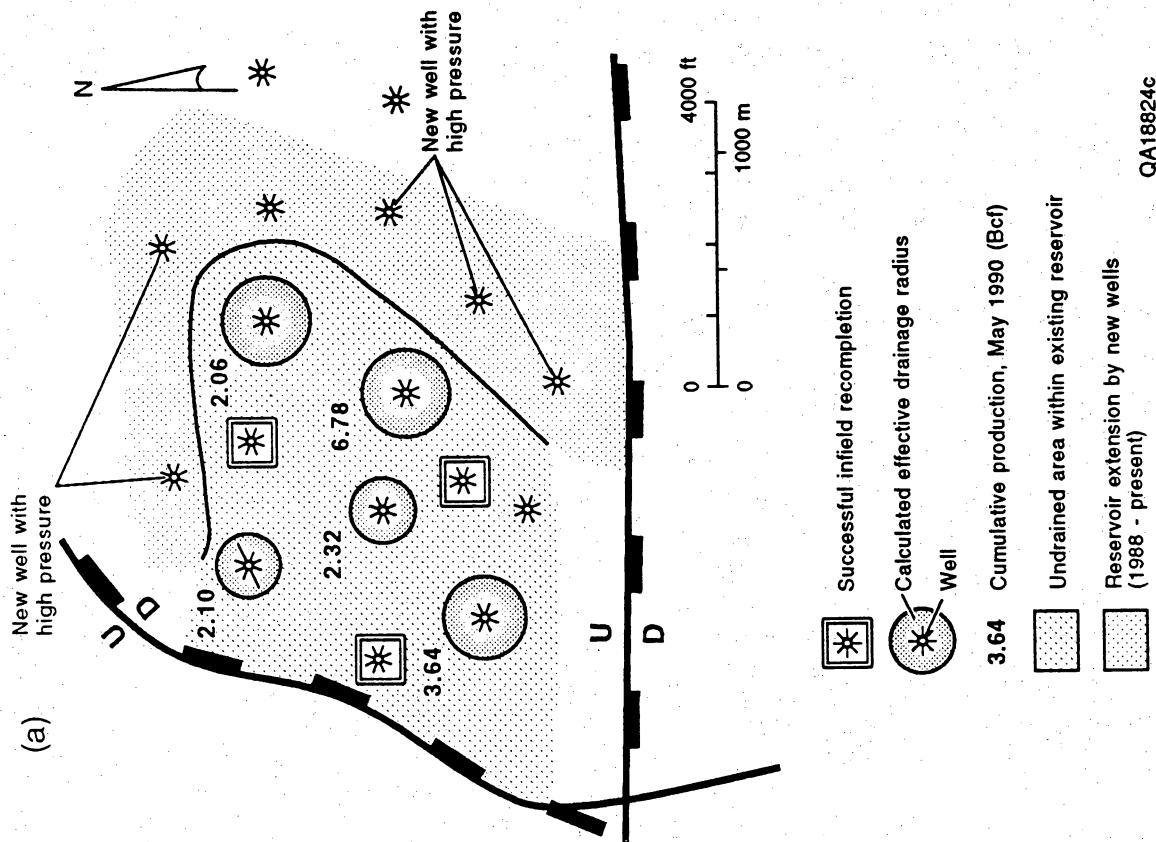 (a)
New well with
high pressure
N
U
D
2.10
2.06
2.32
6.78
3.64
New well with
high pressure
U
D
0
4000 ft
0
1000 m
Successful infield recompletion
Calculated effective drainage radius
Well
3.64 Cumulative production, May 1990 (Bcf)
Undrained area within existing reservoir
Reservoir extension by new wells
(1988 - present)
QA18824c